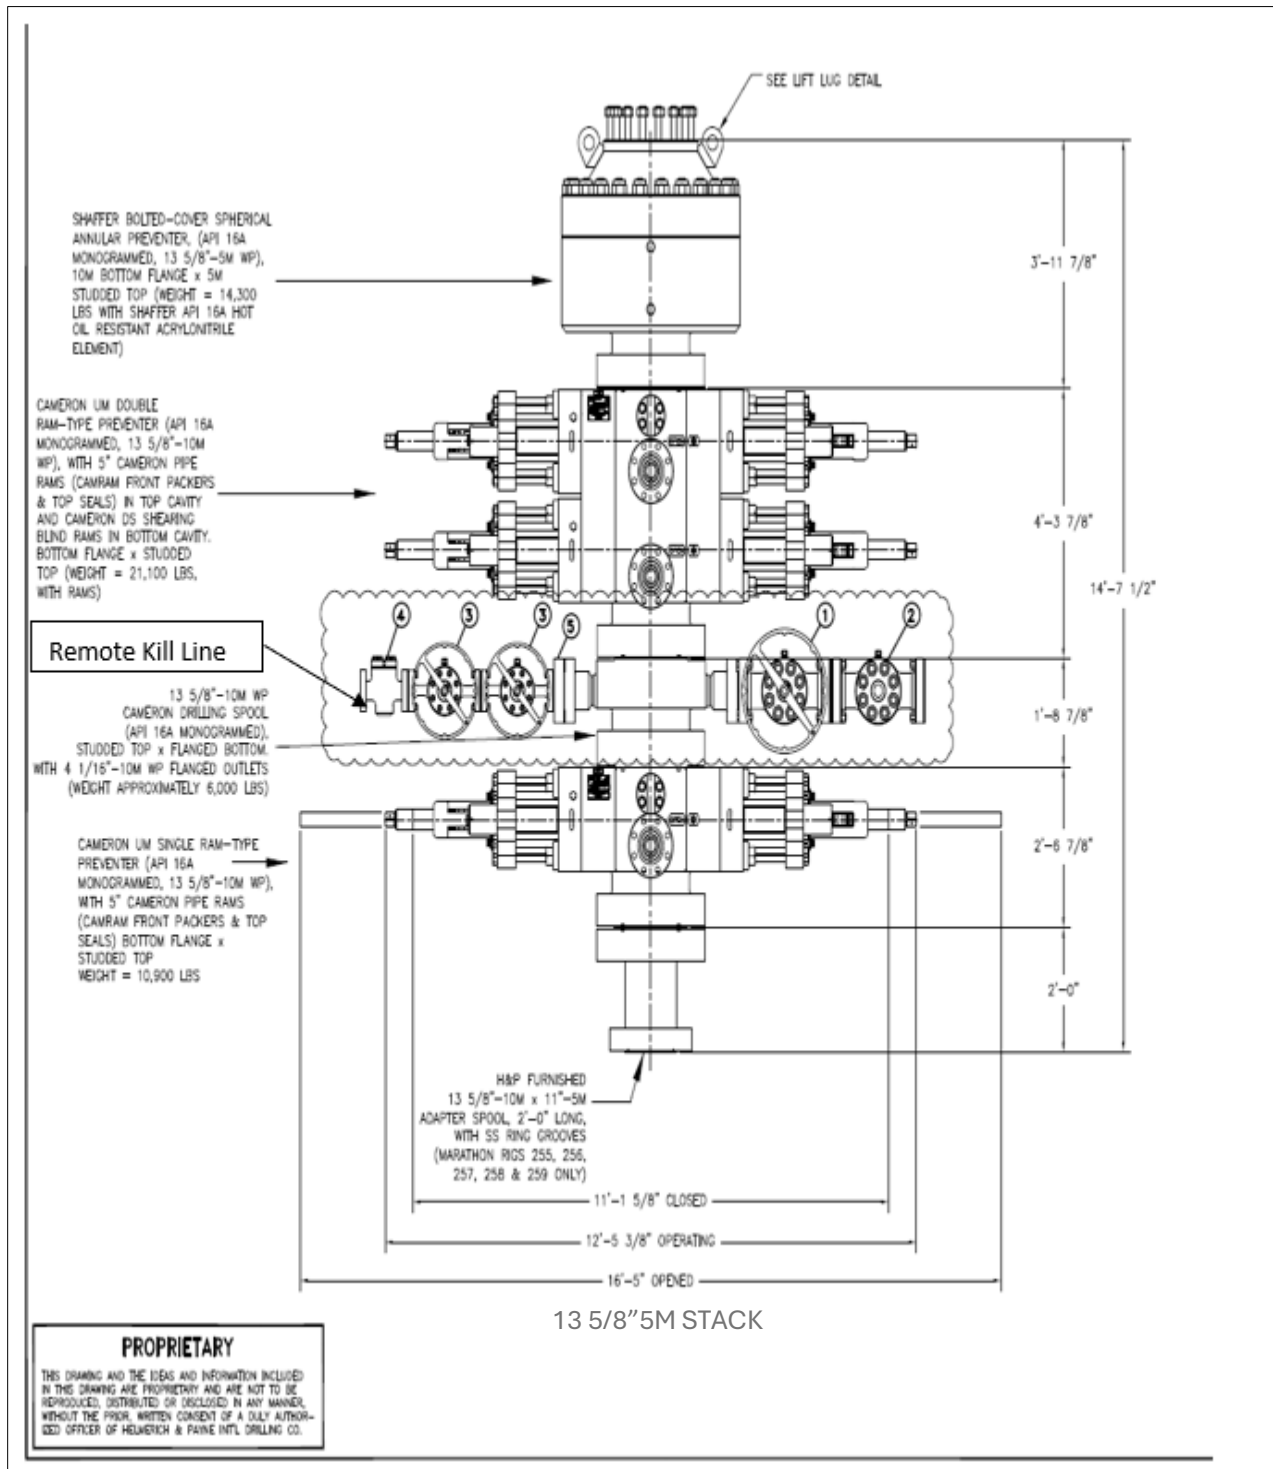 SEE LIFT LUG DETAIL
SHAFFER BOLTED-COVER SPHERICAL
ANNULAR PREVENTER, (API 16A
MONOGRAMMED, 13 5/8"-5M WP),
10M BOTTOM FLANGE x 5M
STUDDED TOP (WEIGHT = 14,300
LBS WITH SHAFFER API 16A HOT
OIL RESISTANT ACRYLONITRILE
ELEMENT)
3'-11 7/8"
CAMERON UM DOUBLE
RAM-TYPE PREVENTER (API 16A
MONOGRAMMED, 13 5/8"-10M
WP), WITH 5" CAMERON PIPE
RAMS (CAMRAM FRONT PACKERS
& TOP SEALS) IN TOP CAVITY
AND CAMERON DS SHEARING
BLIND RAMS IN BOTTOM CAVITY.
BOTTOM FLANGE x STUDDED
TOP (WEIGHT = 21,100 LBS,
WITH RAMS)
4'-3 7/8"
14'-7 1/2"
4
3
3
5
1
2
Remote Kill Line
13 5/8"-10M WP
CAMERON DRILLING SPOOL
(API 16A MONOGRAMMED),
STUDDED TOP x FLANGED BOTTOM.
WITH 4 1/16"-10M WP FLANGED OUTLETS
(WEIGHT APPROXIMATELY 6,000 LBS)
1'-8 7/8"
CAMERON UM SINGLE RAM-TYPE
PREVENTER (API 16A
MONOGRAMMED, 13 5/8"-10M WP),
WITH 5" CAMERON PIPE RAMS
(CAMRAM FRONT PACKERS & TOP
SEALS) BOTTOM FLANGE x
STUDDED TOP
WEIGHT = 10,900 LBS
2'-6 7/8"
2'-0"
H&P FURNISHED
13 5/8"-10M x 11"-5M
ADAPTER SPOOL, 2'-0" LONG,
WITH SS RING GROOVES
(MARATHON RIGS 255, 256,
257, 258 & 259 ONLY)
11'-1 5/8" CLOSED
12'-5 3/8" OPERATING
16'-5" OPENED
13 5/8”5M STACK
PROPRIETARY
THIS DRAWING AND THE IDEAS AND INFORMATION INCLUDED
IN THIS DRAWING ARE PROPRIETARY AND ARE NOT TO BE
REPRODUCED, DISTRIBUTED OR DISCLOSED IN ANY MANNER,
WITHOUT THE PRIOR, WRITTEN CONSENT OF A DULY AUTHOR-
IZED OFFICER OF HELMERICH & PAYNE INT'L DRILLING CO.